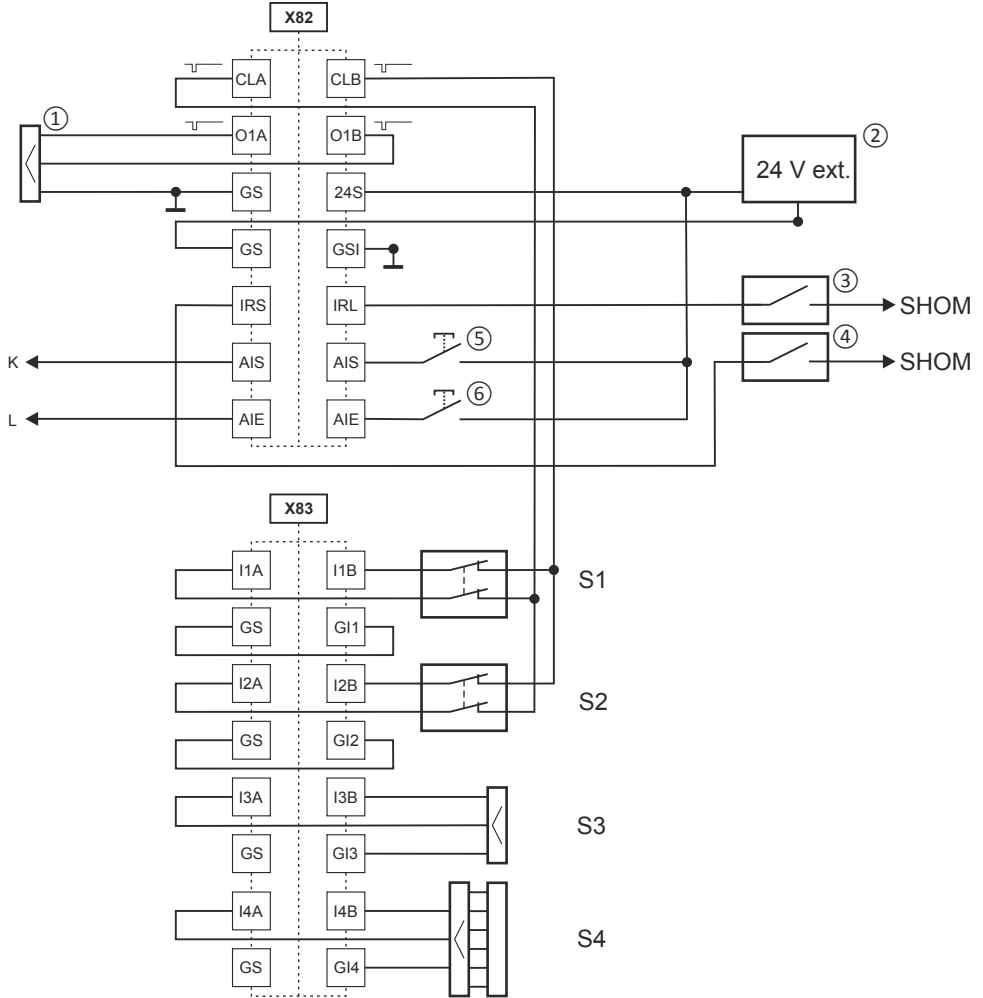 X82
CLA CLB
① O1A O1B ②
GS 24S 24 V ext.
GS GSI
IRS IRL ③ SHOM
K AIS AIS ⑤ ④ SHOM
L AIE AIE ⑥
X83
I1A I1B S1
GS GI1
I2A I2B S2
GS GI2
I3A I3B S3
GS GI3
I4A I4B S4
GS GI4